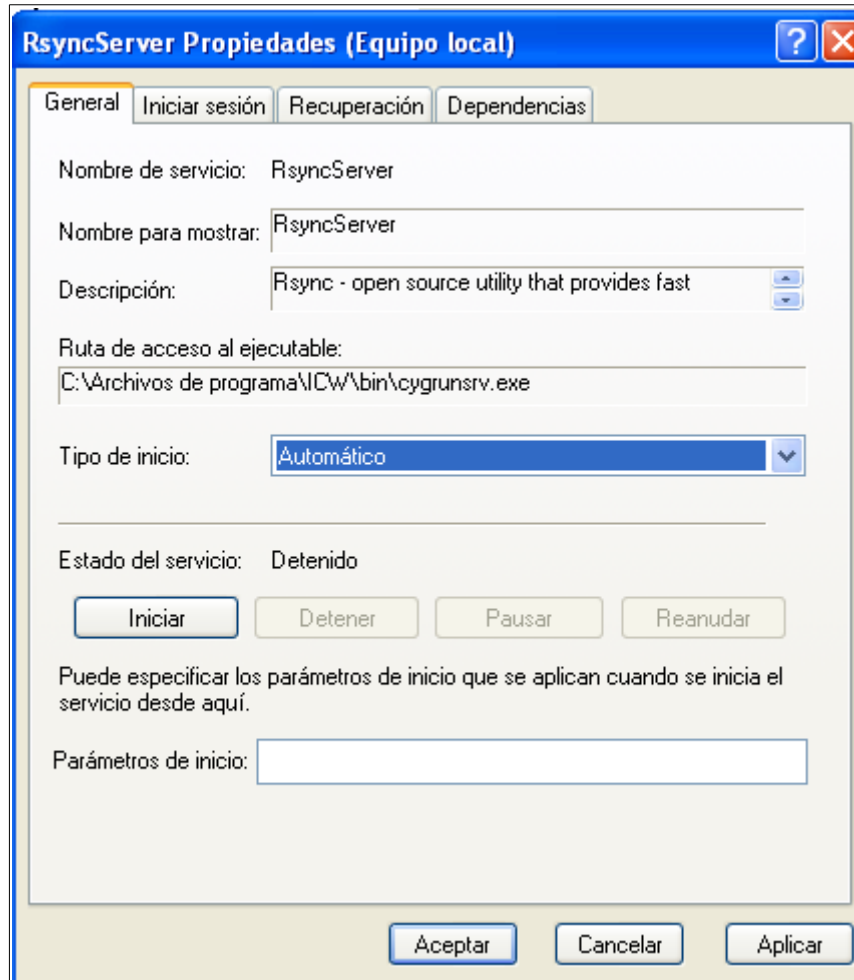 RsyncServer Propiedades (Equipo local)
General Iniciar sesión Recuperación Dependencias
Nombre de servicio: RsyncServer
Nombre para mostrar: RsyncServer
Descripción: Rsync - open source utility that provides fast
Ruta de acceso al ejecutable:
C:\Archivos de programa\ICW\bin\cygrunsrv.exe
Tipo de inicio: Automático
Estado del servicio: Detenido
Iniciar Detener Pausar Reanudar
Puede especificar los parámetros de inicio que se aplican cuando se inicia el
servicio desde aquí.
Parámetros de inicio:
Aceptar Cancelar Aplicar